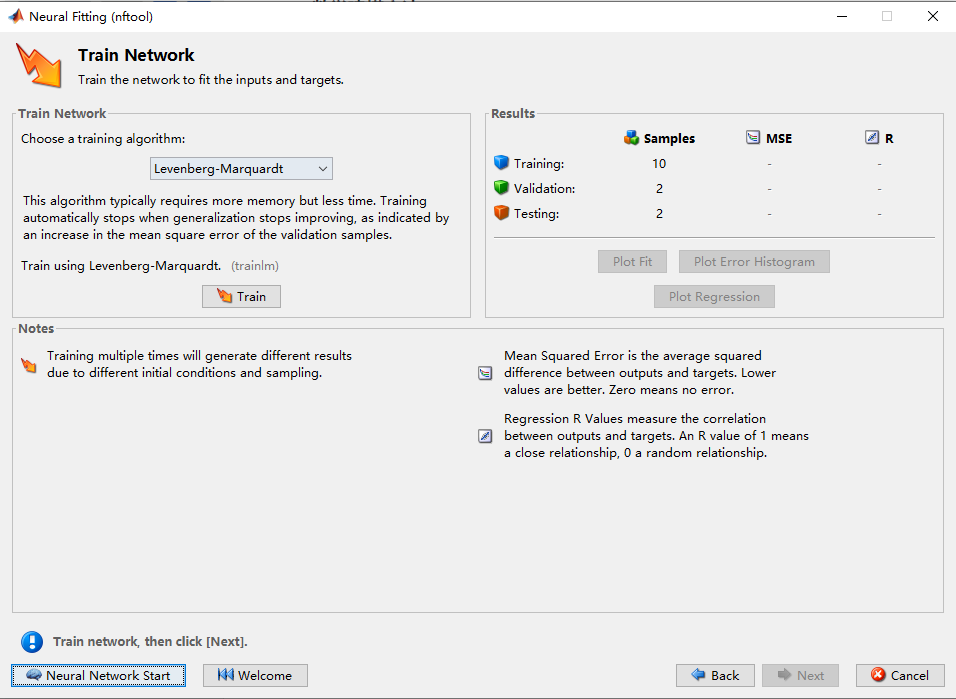 Neural Fitting (nftool)
Train Network
Train the network to fit the inputs and targets.
Train Network
Choose a training algorithm:
Levenberg-Marquardt
This algorithm typically requires more memory but less time. Training
automatically stops when generalization stops improving, as indicated by
an increase in the mean square error of the validation samples.
Train using Levenberg-Marquardt. (trainlm)
Train
Results
Samples MSE R
Training: 10 - -
Validation: 2 - -
Testing: 2 - -
Plot Fit Plot Error Histogram
Plot Regression
Notes
Training multiple times will generate different results
due to different initial conditions and sampling.
Mean Squared Error is the average squared
difference between outputs and targets. Lower
values are better. Zero means no error.
Regression R Values measure the correlation
between outputs and targets. An R value of 1 means
a close relationship, 0 a random relationship.
Train network, then click [Next].
Neural Network Start Welcome Back Next Cancel